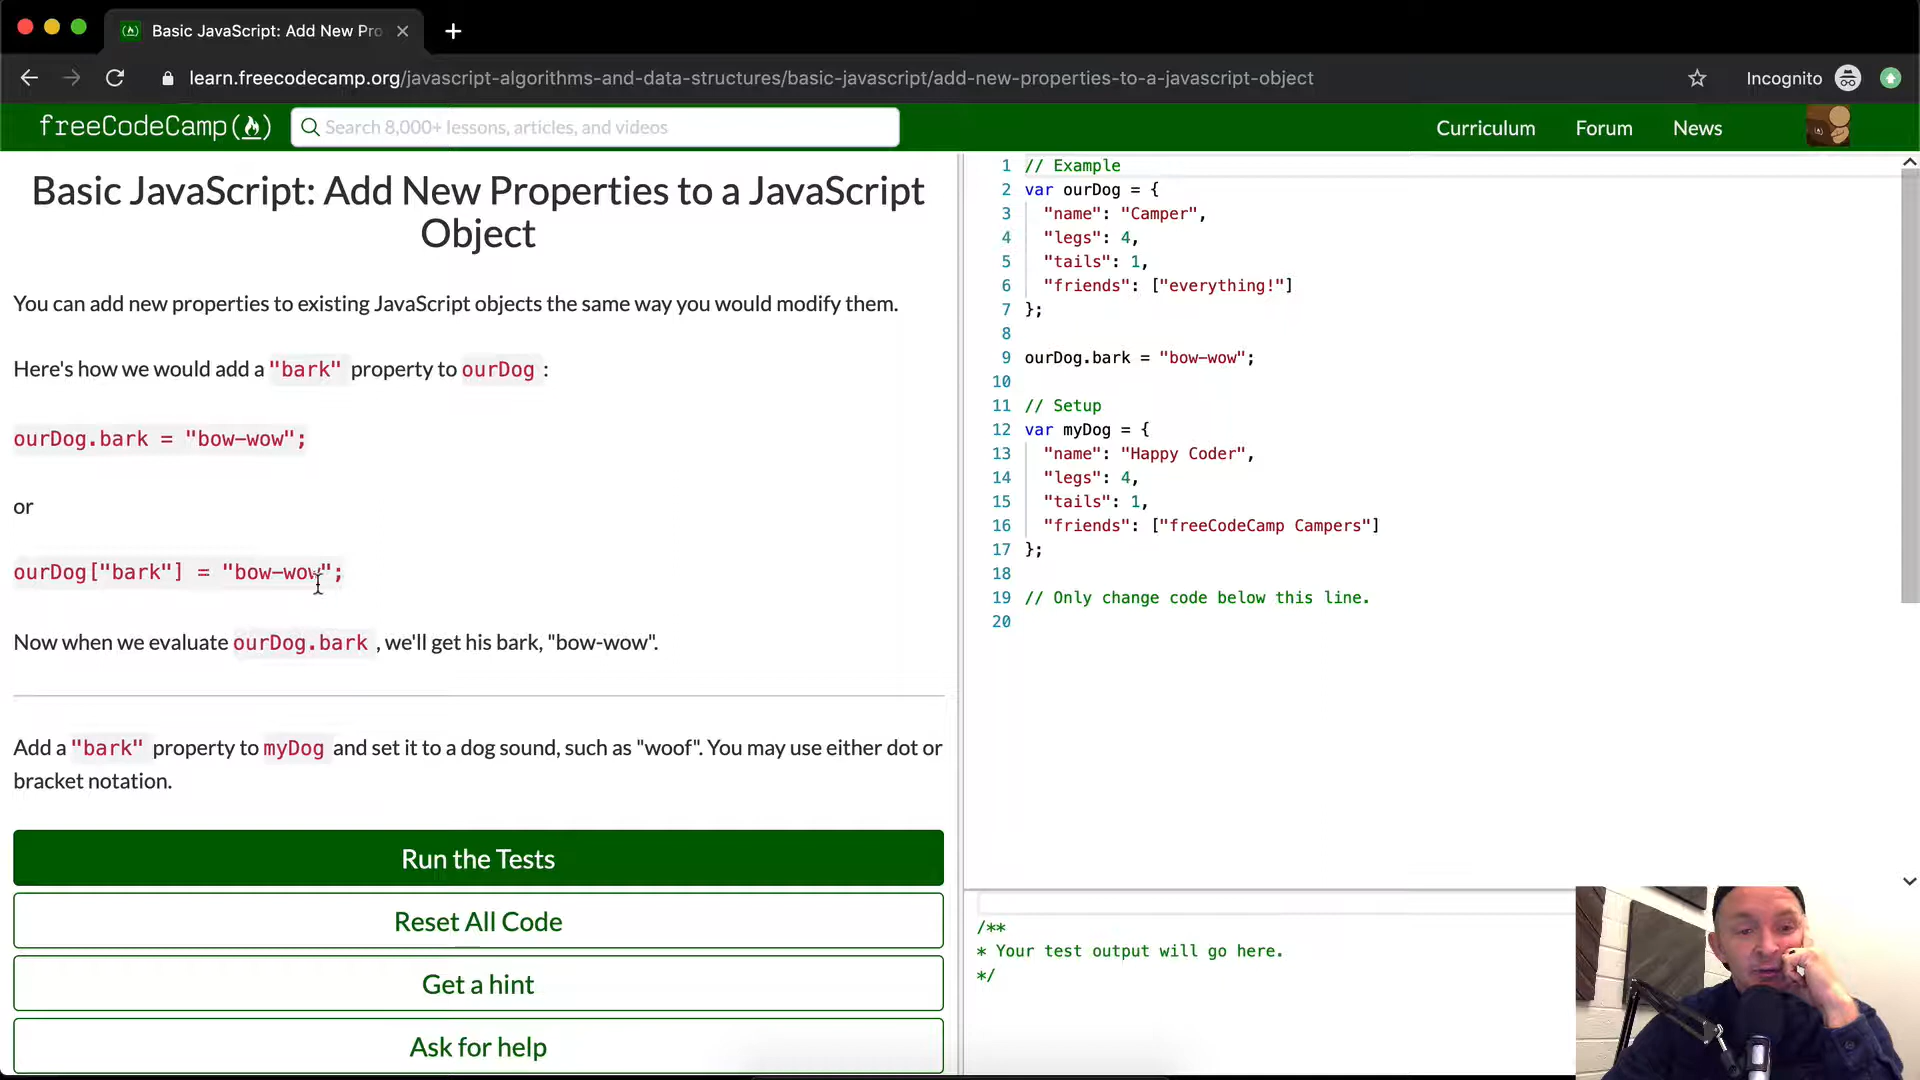 Basic JavaScript: Add New Pro
learn.freecodecamp.org/javascript-algorithms-and-data-structures/basic-javascript/add-new-properties-to-a-javascript-object
Incognito
freeCodeCamp
Search 8,000+ lessons, articles, and videos
Curriculum
Forum
News
Basic JavaScript: Add New Properties to a JavaScript
Object
You can add new properties to existing JavaScript objects the same way you would modify them.
Here's how we would add a "bark" property to ourDog :
ourDog.bark = "bow-wow";
or
ourDog["bark"] = "bow-wow";
Now when we evaluate ourDog.bark , we'll get his bark, "bow-wow".
Add a "bark" property to myDog and set it to a dog sound, such as "woof". You may use either dot or
bracket notation.
Run the Tests
Reset All Code
Get a hint
Ask for help
1 // Example
2 var ourDog = {
3 "name": "Camper",
4 "legs": 4,
5 "tails": 1,
6 "friends": ["everything!"]
7 };
8
9 ourDog.bark = "bow-wow";
10
11 // Setup
12 var myDog = {
13 "name": "Happy Coder",
14 "legs": 4,
15 "tails": 1,
16 "friends": ["freeCodeCamp Campers"]
17 };
18
19 // Only change code below this line.
20
/**
* Your test output will go here.
*/